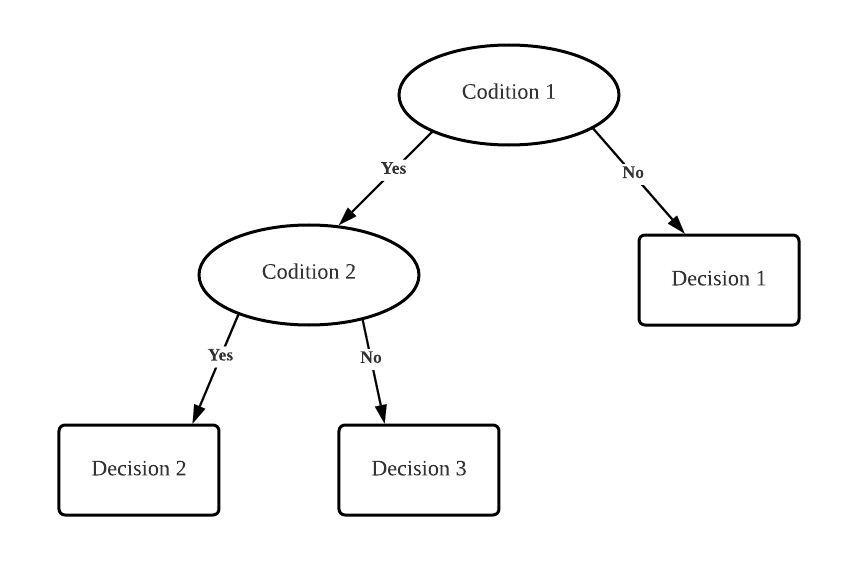 Codition 1
Yes
No
Codition 2
Decision 1
Yes
No
Decision 2
Decision 3